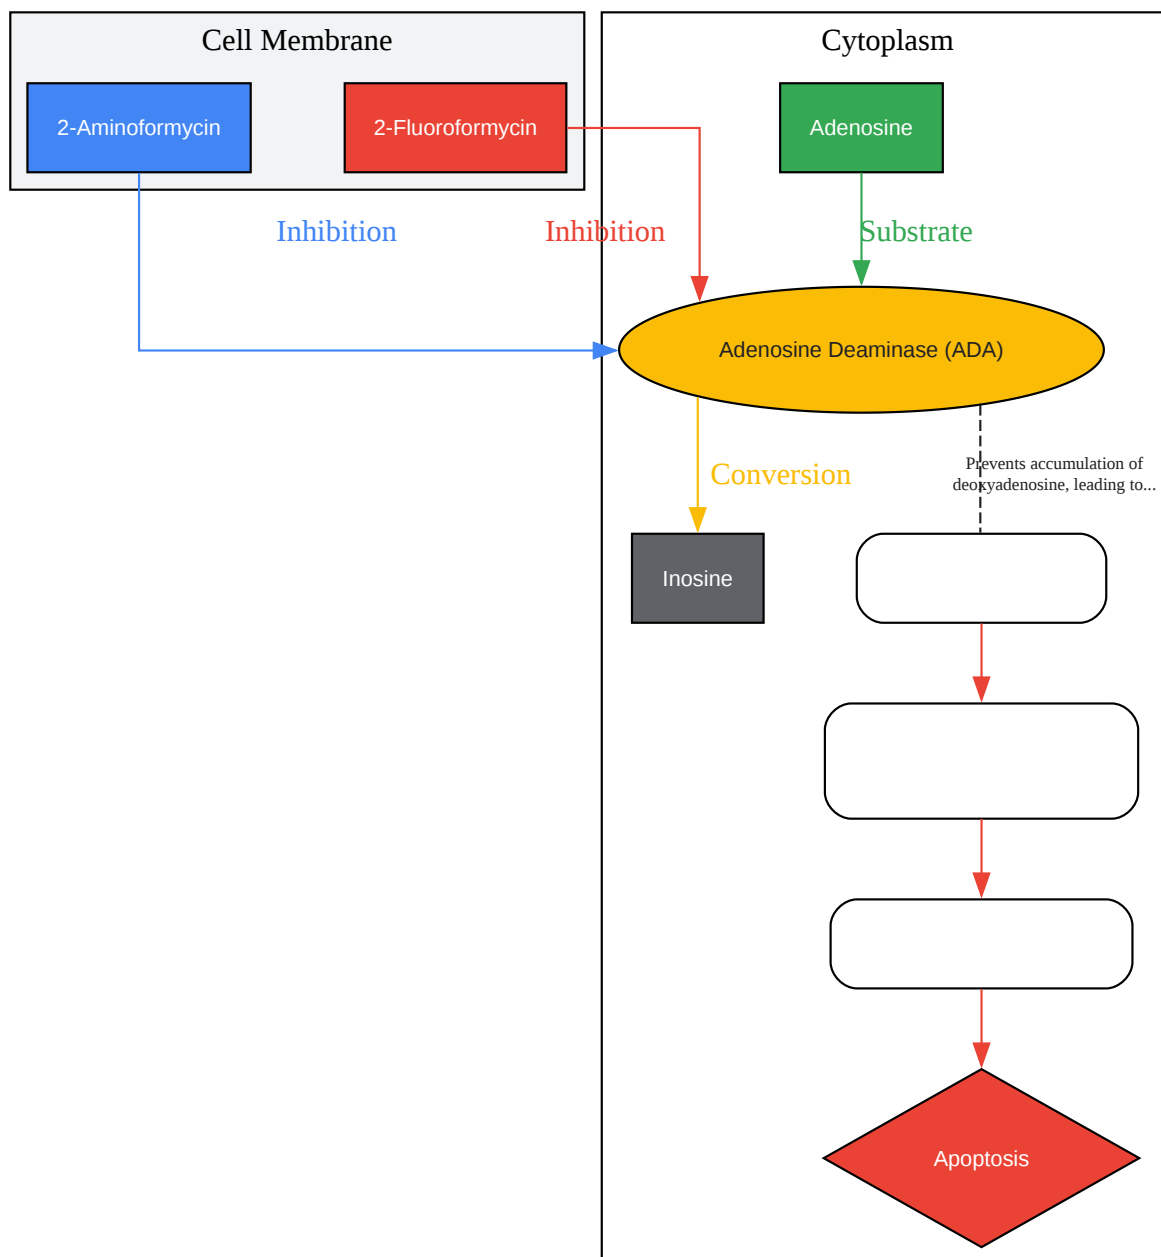 Cell Membrane
Cytoplasm
2-Aminoformycin
2-Fluoroformycin
Adenosine
Inhibition
Inhibition
Substrate
Adenosine Deaminase (ADA)
Conversion
Prevents accumulation of
deoxyadenosine, leading to...
Inosine
Apoptosis